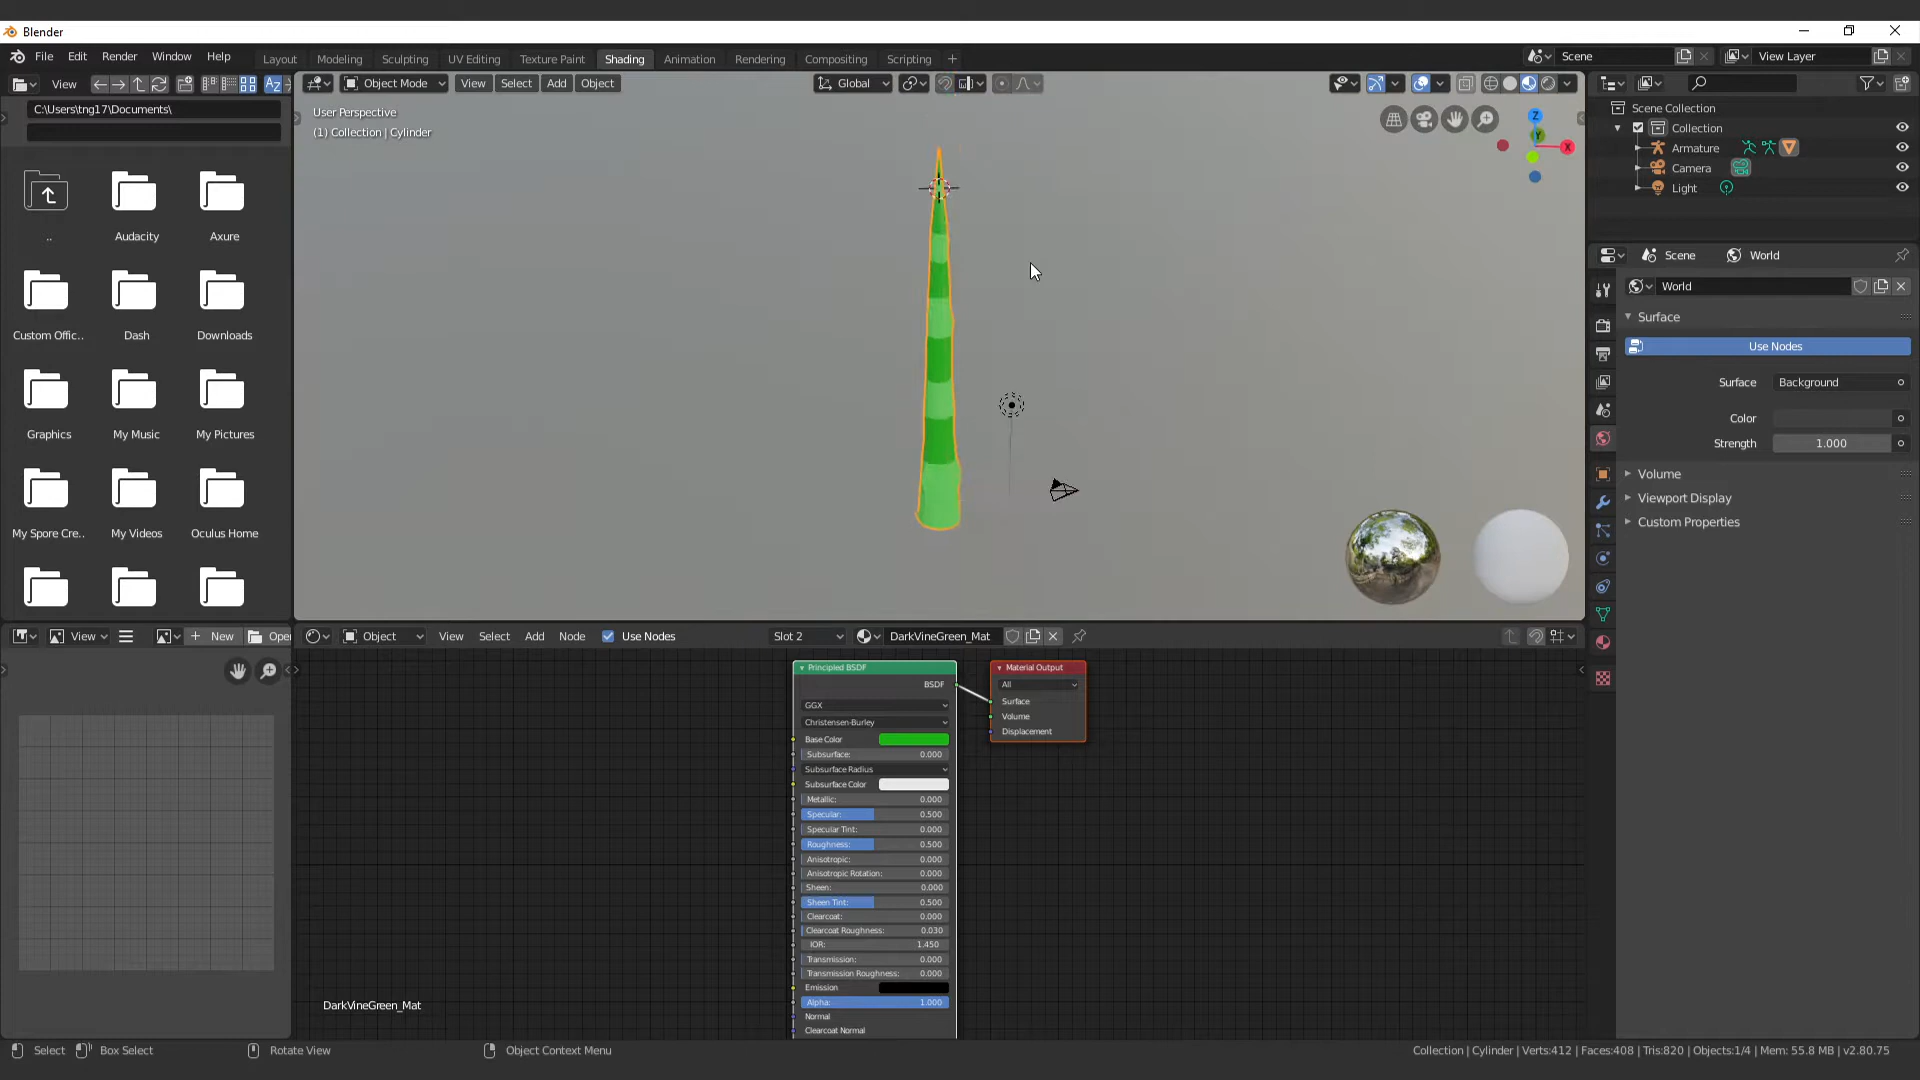 Blender
File Edit Render Window Help
Layout Modeling Sculpting UV Editing Texture Paint Shading Animation Rendering Compositing Scripting +
Scene
View Layer
View
C:\Users\tng17\Documents\
..
Audacity
Axure
Custom Offic..
Dash
Downloads
Graphics
My Music
My Pictures
My Spore Cre..
My Videos
Oculus Home
Object Mode View Select Add Object
Global
User Perspective
(1) Collection | Cylinder
Z
Y
X
Scene Collection
Collection
Armature
Camera
Light
Scene World
World
Surface
Use Nodes
Surface Background
Color
Strength 1.000
Volume
Viewport Display
Custom Properties
View New Open
Object View Select Add Node Use Nodes Slot 2 DarkVineGreen_Mat
Principled BSDF
BSDF
GGX
Christensen-Burley
Base Color
Subsurface: 0.000
Subsurface Radius
Subsurface Color
Metallic: 0.000
Specular: 0.500
Specular Tint: 0.000
Roughness: 0.500
Anisotropic: 0.000
Anisotropic Rotation: 0.000
Sheen: 0.000
Sheen Tint: 0.500
Clearcoat: 0.000
Clearcoat Roughness: 0.030
IOR: 1.450
Transmission: 0.000
Transmission Roughness: 0.000
Emission
Alpha: 1.000
Normal
Clearcoat Normal
Material Output
All
Surface
Volume
Displacement
DarkVineGreen_Mat
Select Box Select Rotate View Object Context Menu
Collection | Cylinder | Verts:412 | Faces:408 | Tris:820 | Objects:1/4 | Mem: 55.8 MB | v2.80.75